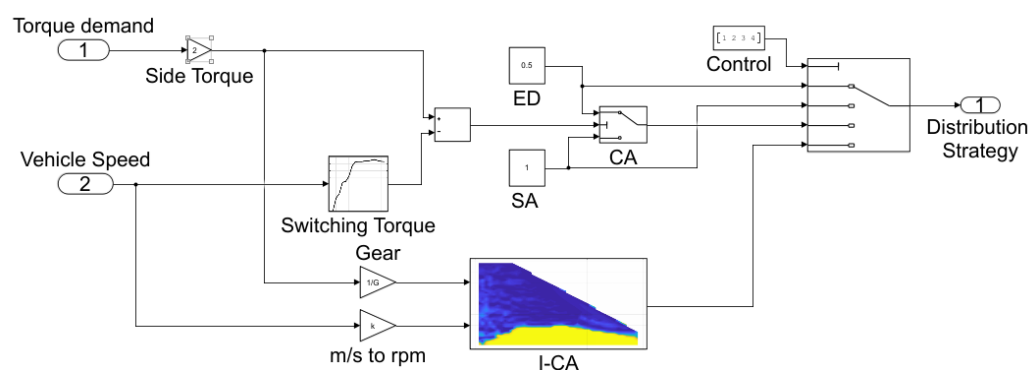 Torque demand
1
2
Side Torque
Vehicle Speed
2
Switching Torque
+
−
0.5
ED
1
SA
CA
[ 1 2 3 4 ]
Control
1
Distribution
Strategy
Gear
1/G
k
m/s to rpm
I-CA